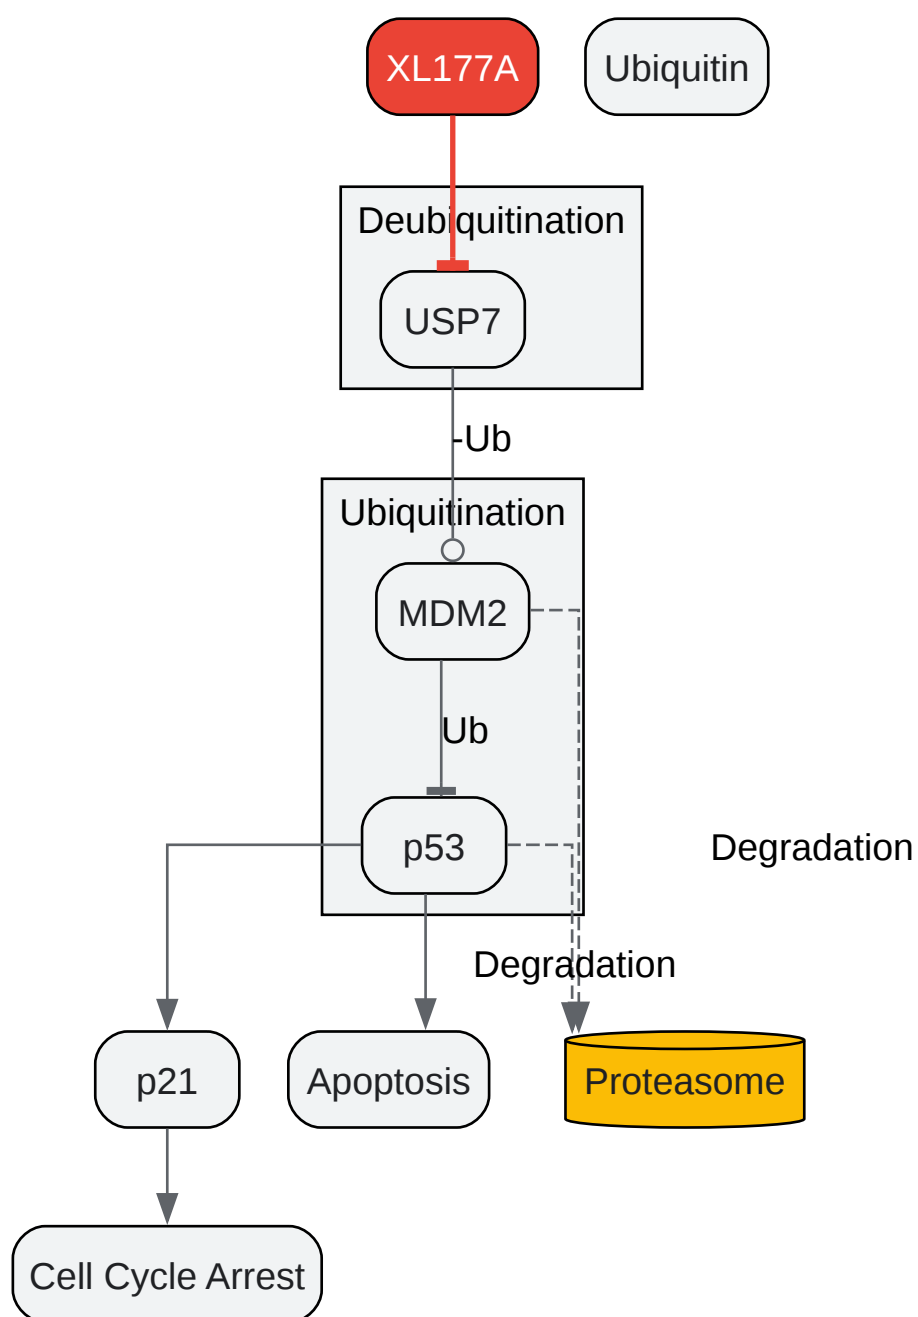 XL177A
Ubiquitin
Deubiquitination
USP7
-Ub
Ubiquitination
MDM2
Ub
p53
Degradation
Degradation
p21
Apoptosis
Proteasome
Cell Cycle Arrest